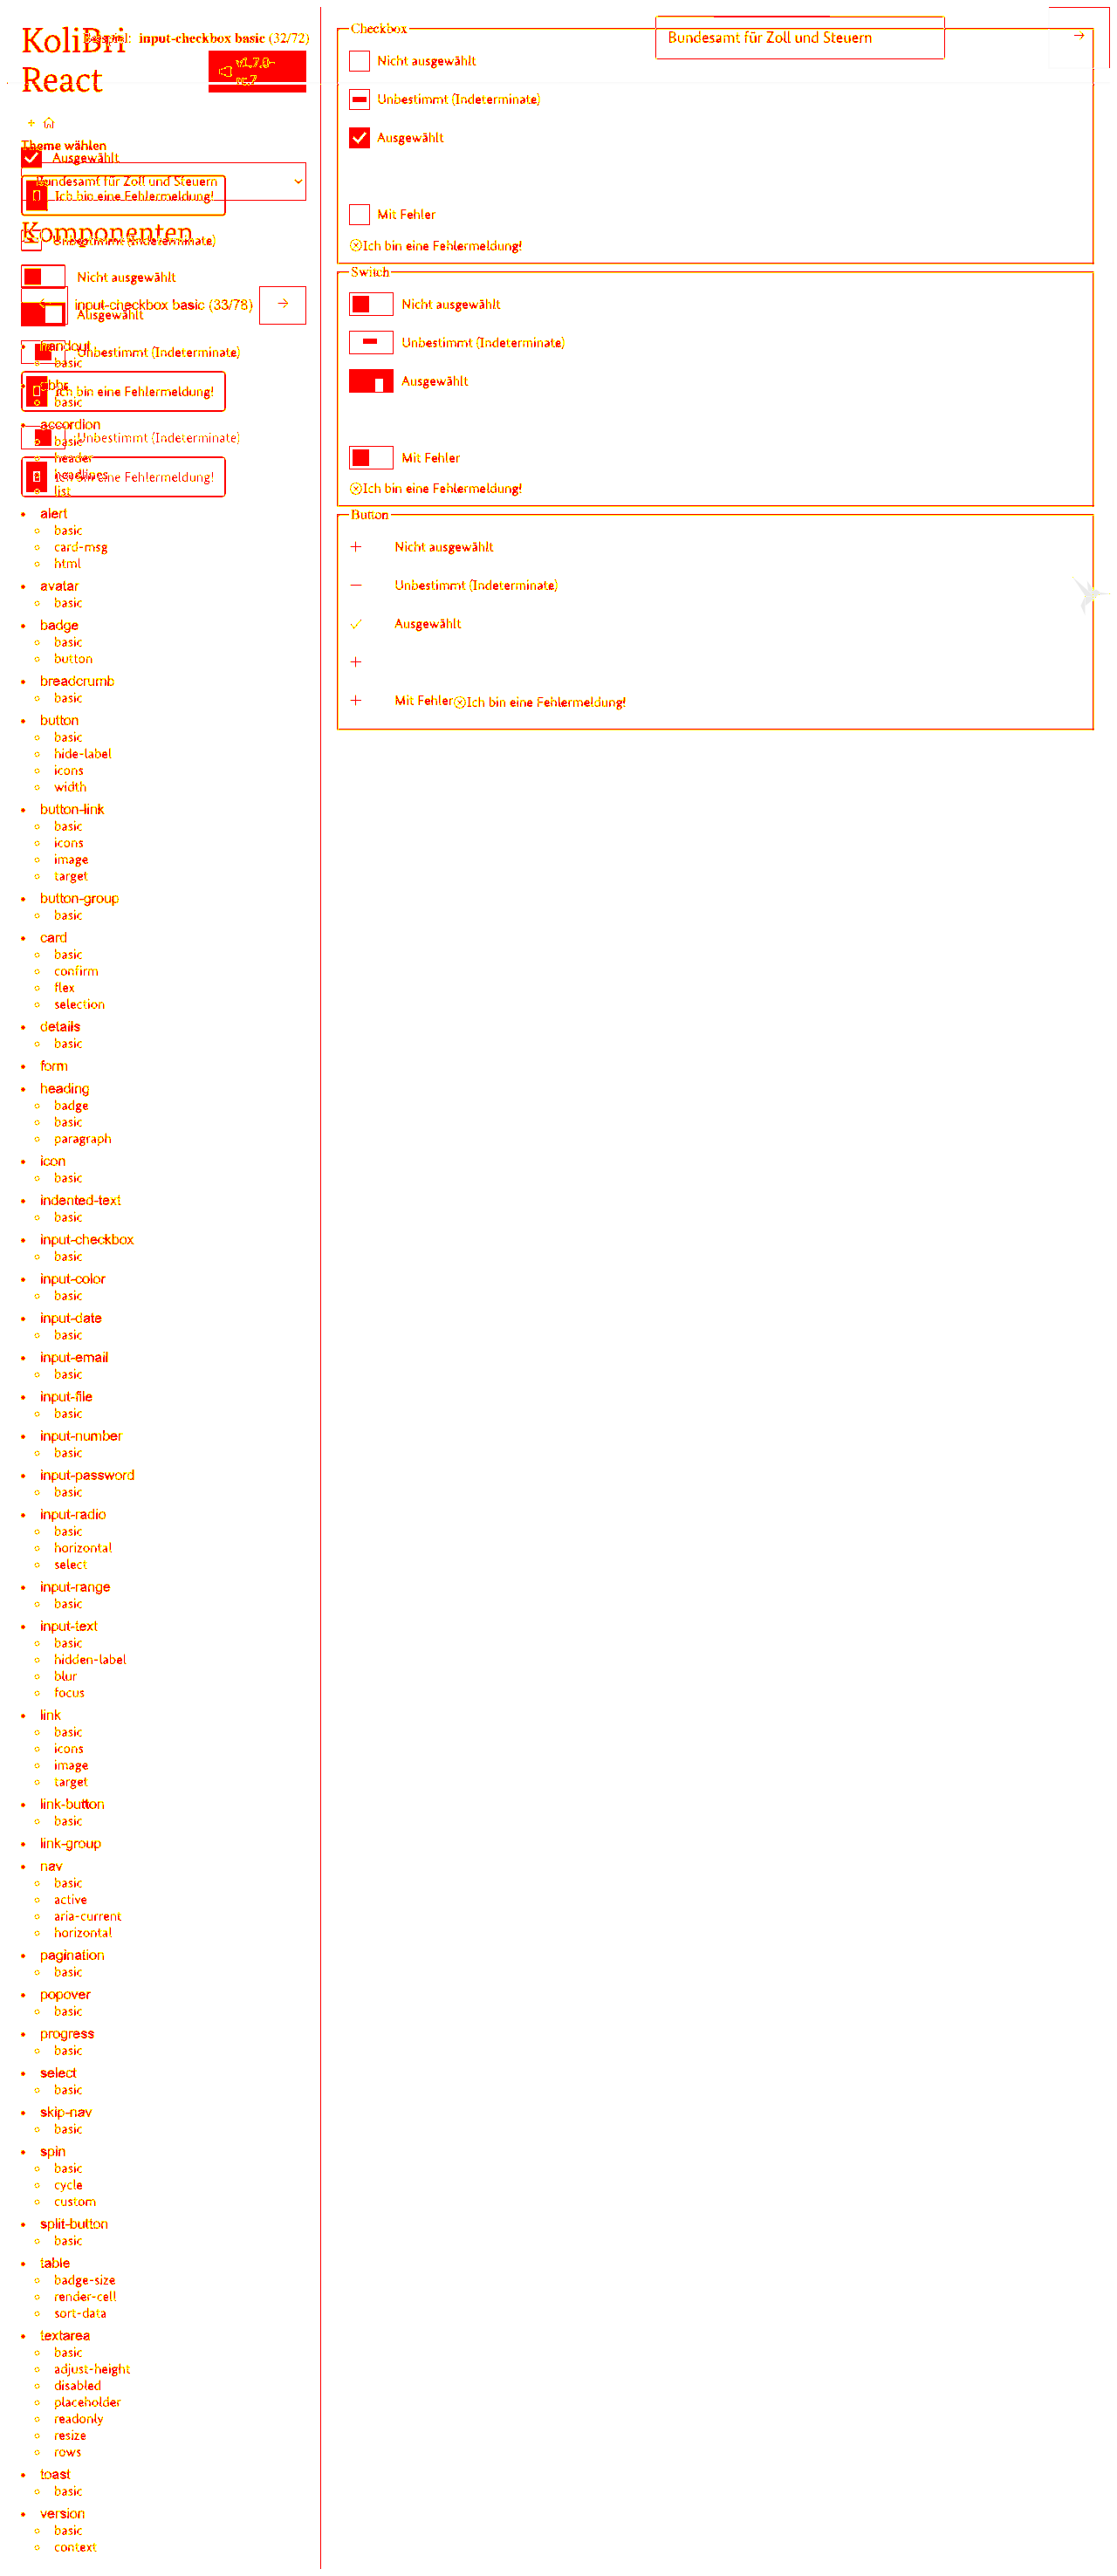 KoliBri
Beispiel: input-checkbox basic (32/72)
v1.7.0-
rc.2
React
Theme wählen
Ausgewählt
Bundesamt für Zoll und Steuern
Ich bin eine Fehlermeldung!
Komponenten
Unbestimmt (Indeterminate)
Nicht ausgewählt
input-checkbox basic (33/78)
Ausgewählt
handout
Unbestimmt (Indeterminate)
basic
abbr
Ich bin eine Fehlermeldung!
basic
accordion
Unbestimmt (Indeterminate)
basic
header
headlines
Ich bin eine Fehlermeldung!
list
alert
basic
card-msg
html
avatar
basic
badge
basic
button
breadcrumb
basic
button
basic
hide-label
icons
width
button-link
basic
icons
image
target
button-group
basic
card
basic
confirm
flex
selection
details
basic
form
heading
badge
basic
paragraph
icon
basic
indented-text
basic
input-checkbox
basic
input-color
basic
input-date
basic
input-email
basic
input-file
basic
input-number
basic
input-password
basic
input-radio
basic
horizontal
select
input-range
basic
input-text
basic
hidden-label
blur
focus
link
basic
icons
image
target
link-button
basic
link-group
nav
basic
active
aria-current
horizontal
pagination
basic
popover
basic
progress
basic
select
basic
skip-nav
basic
spin
basic
cycle
custom
split-button
basic
table
badge-size
render-cell
sort-data
textarea
basic
adjust-height
disabled
placeholder
readonly
resize
rows
toast
basic
version
basic
context
Bundesamt für Zoll und Steuern
Checkbox
Nicht ausgewählt
Unbestimmt (Indeterminate)
Ausgewählt
Mit Fehler
Ich bin eine Fehlermeldung!
Switch
Nicht ausgewählt
Unbestimmt (Indeterminate)
Ausgewählt
Mit Fehler
Ich bin eine Fehlermeldung!
Button
Nicht ausgewählt
Unbestimmt (Indeterminate)
Ausgewählt
Mit Fehler Ich bin eine Fehlermeldung!